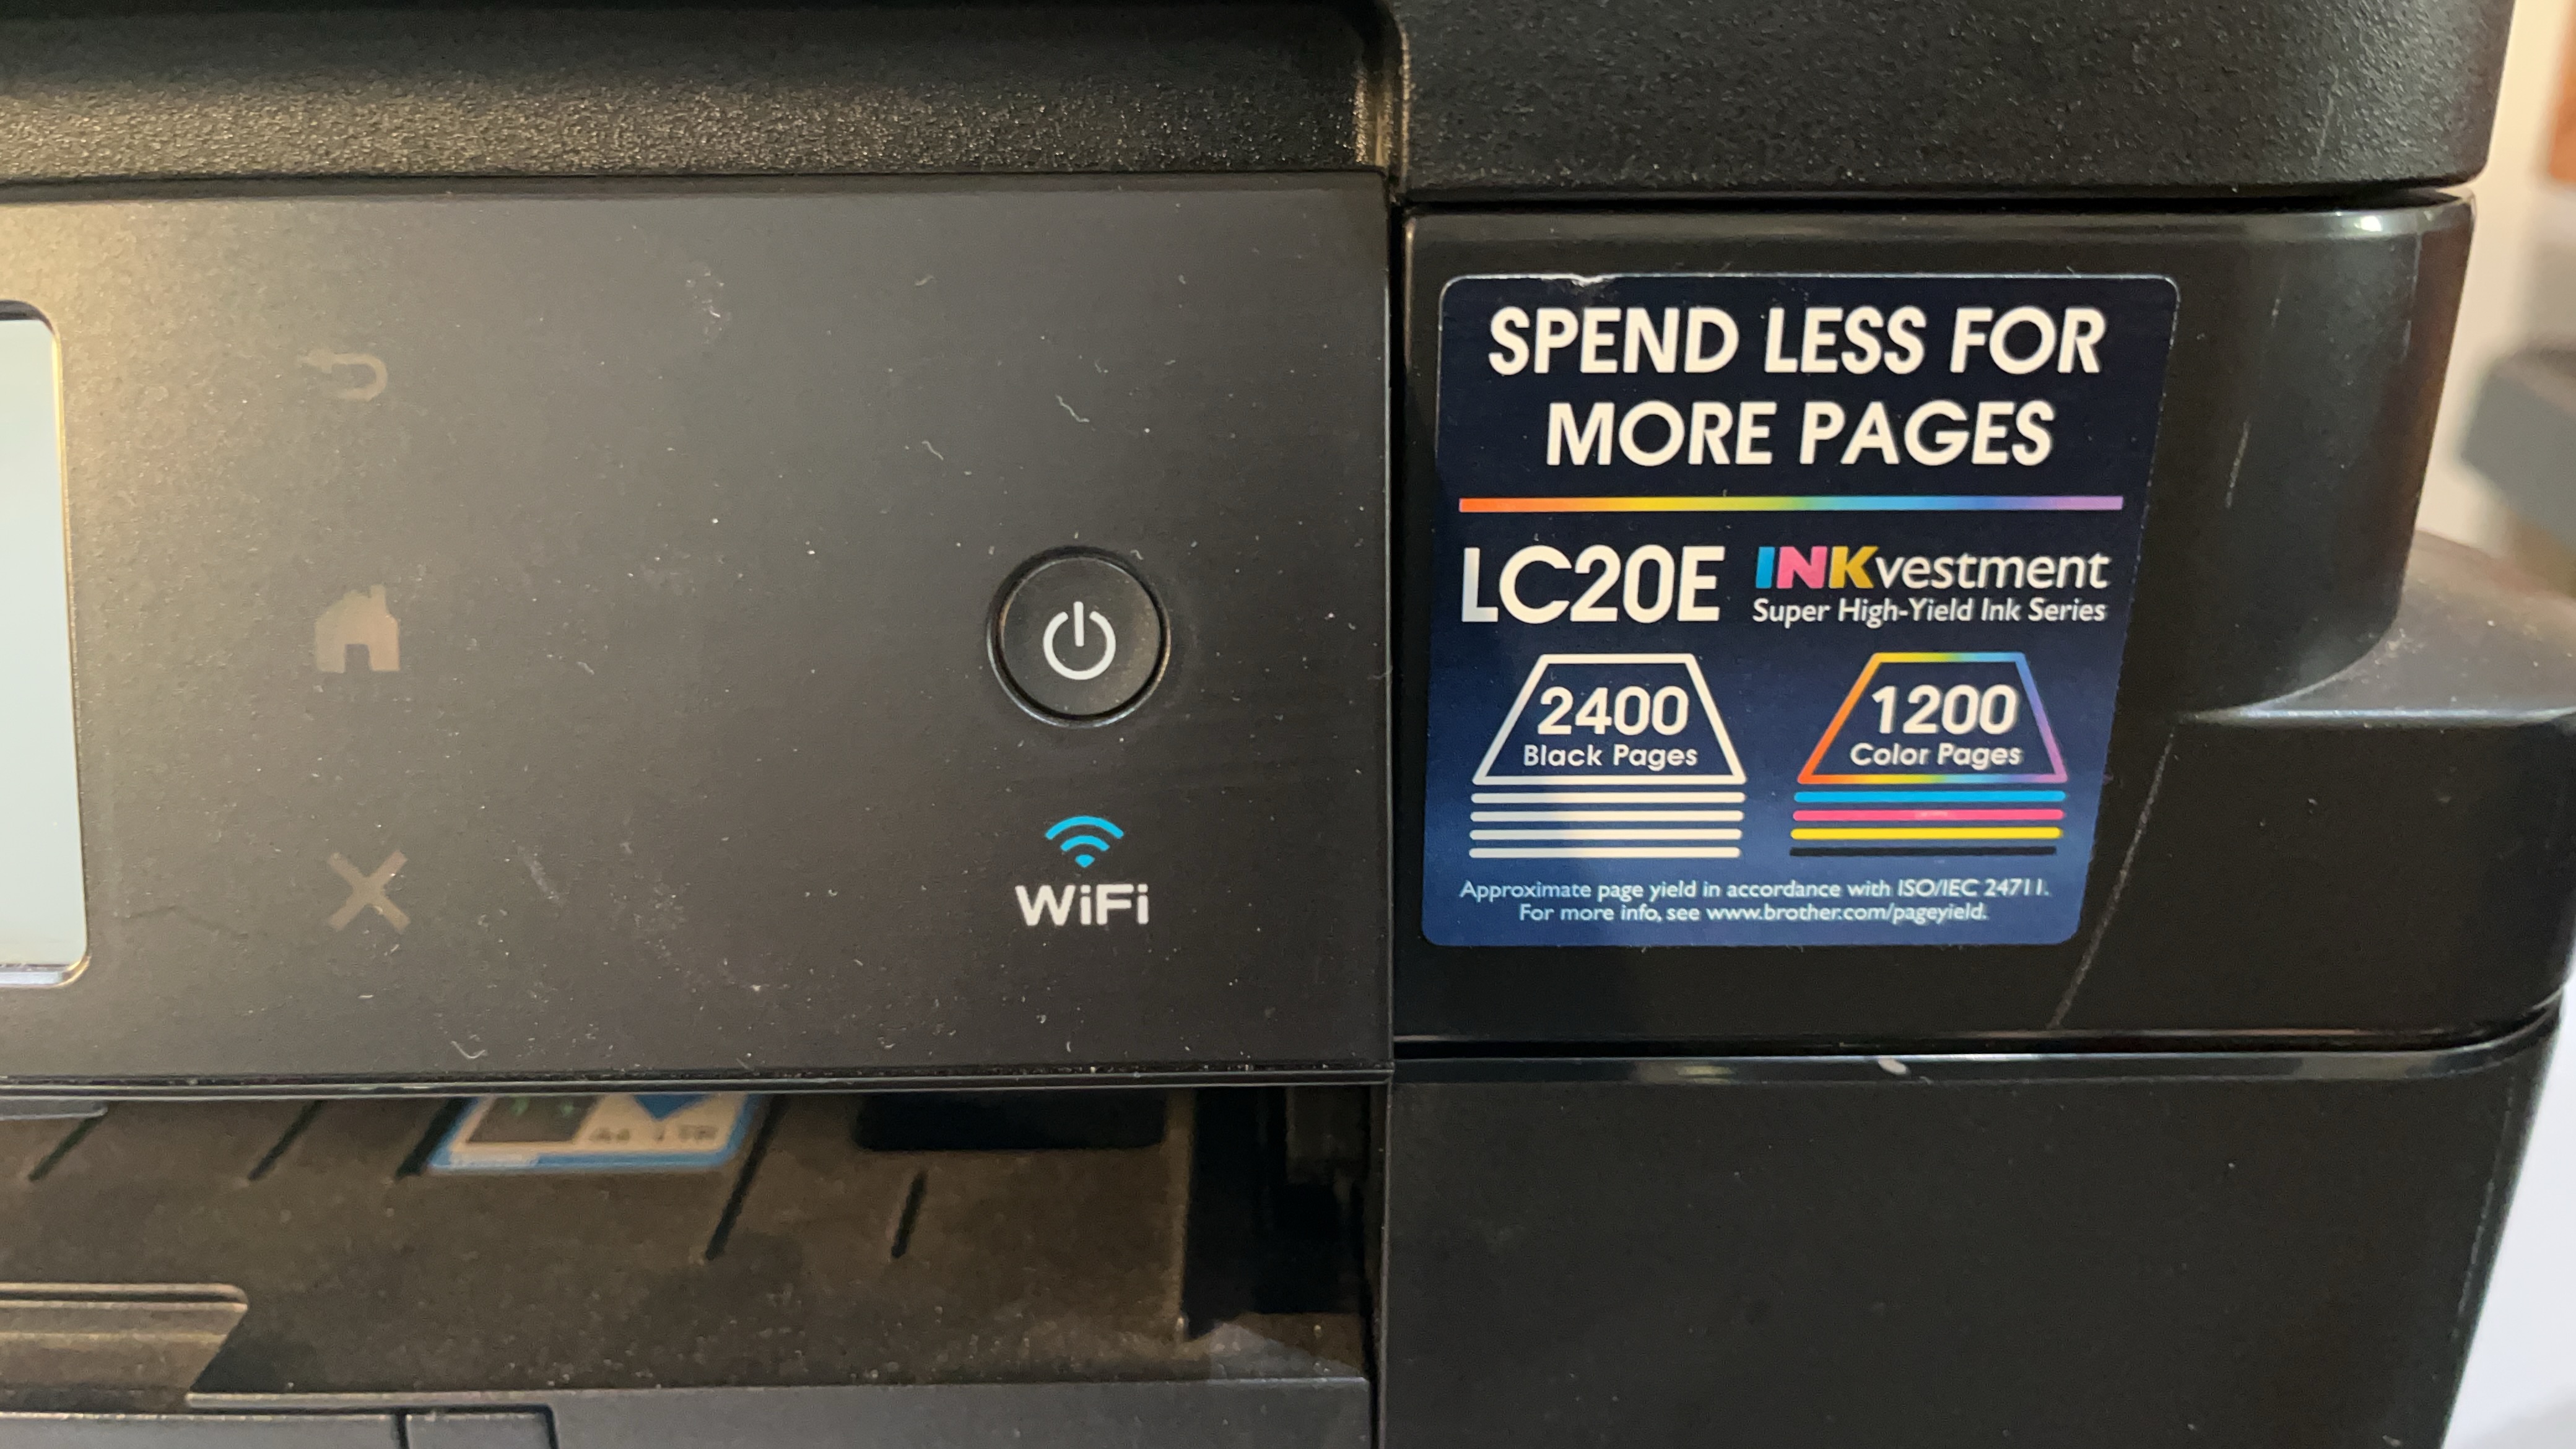 SPEND LESS FOR
MORE PAGES
LC20E INKvestment
Super High-Yield Ink Series
2400
Black Pages
1200
Color Pages
Approximate page yield in accordance with ISO/IEC 24711.
For more info, see www.brother.com/pageyield.
WiFi